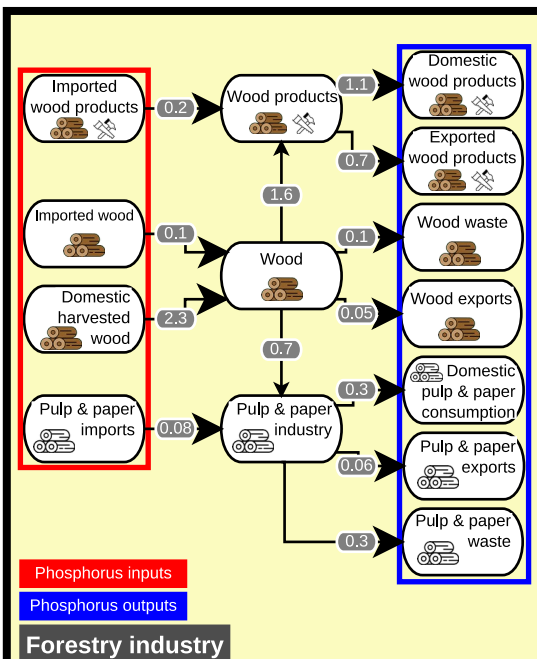 Imported
wood products
0.2
Wood products
1.1
Domestic
wood products
0.7
Exported
wood products
1.6
Imported wood
0.1
Wood
0.1
Wood waste
Domestic
harvested
wood
2.3
0.05
Wood exports
0.7
0.3
Domestic
pulp & paper
consumption
Pulp & paper
imports
0.08
Pulp & paper
industry
0.06
Pulp & paper
exports
0.3
Pulp & paper
waste
Phosphorus inputs
Phosphorus outputs
Forestry industry